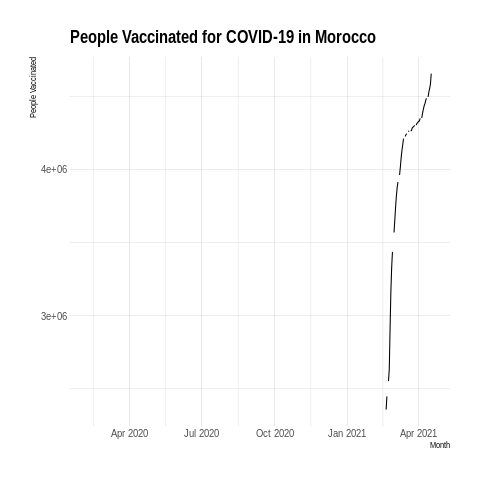 People Vaccinated for COVID-19 in Morocco
People Vaccinated
4e+06
3e+06
Apr 2020 Jul 2020 Oct 2020 Jan 2021 Apr 2021
Month